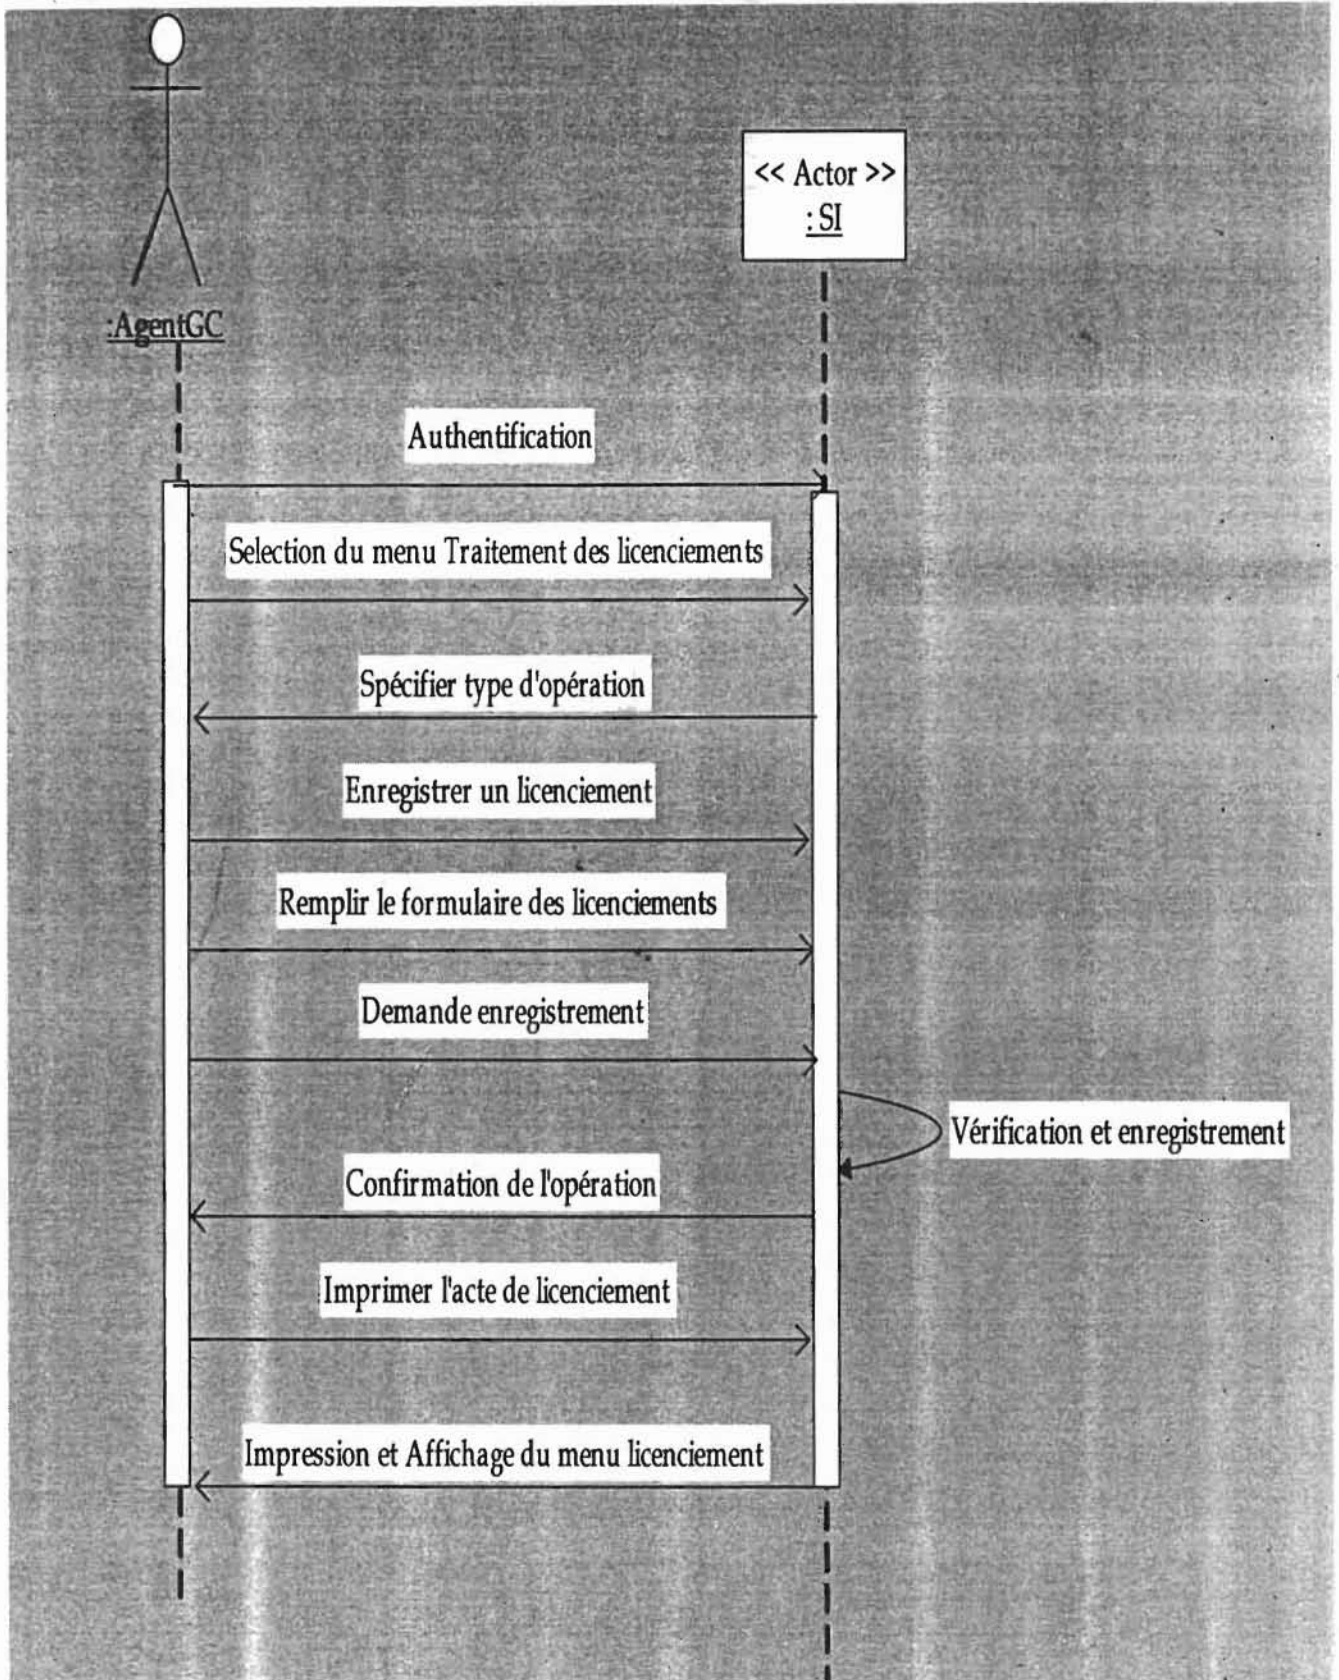 << Actor >>
: SI
:AgentGC
Authentification
Selection du menu Traitement des licenciements
Spécifier type d'opération
Enregistrer un licenciement
Remplir le formulaire des licenciements
Demande enregistrement
Vérification et enregistrement
Confirmation de l'opération
Imprimer l'acte de licenciement
Impression et Affichage du menu licenciement